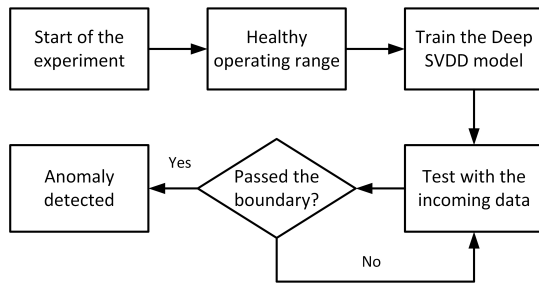 Start of the
experiment
Healthy
operating range
Train the Deep
SVDD model
Anomaly
detected
Yes
Passed the
boundary?
Test with the
incoming data
No